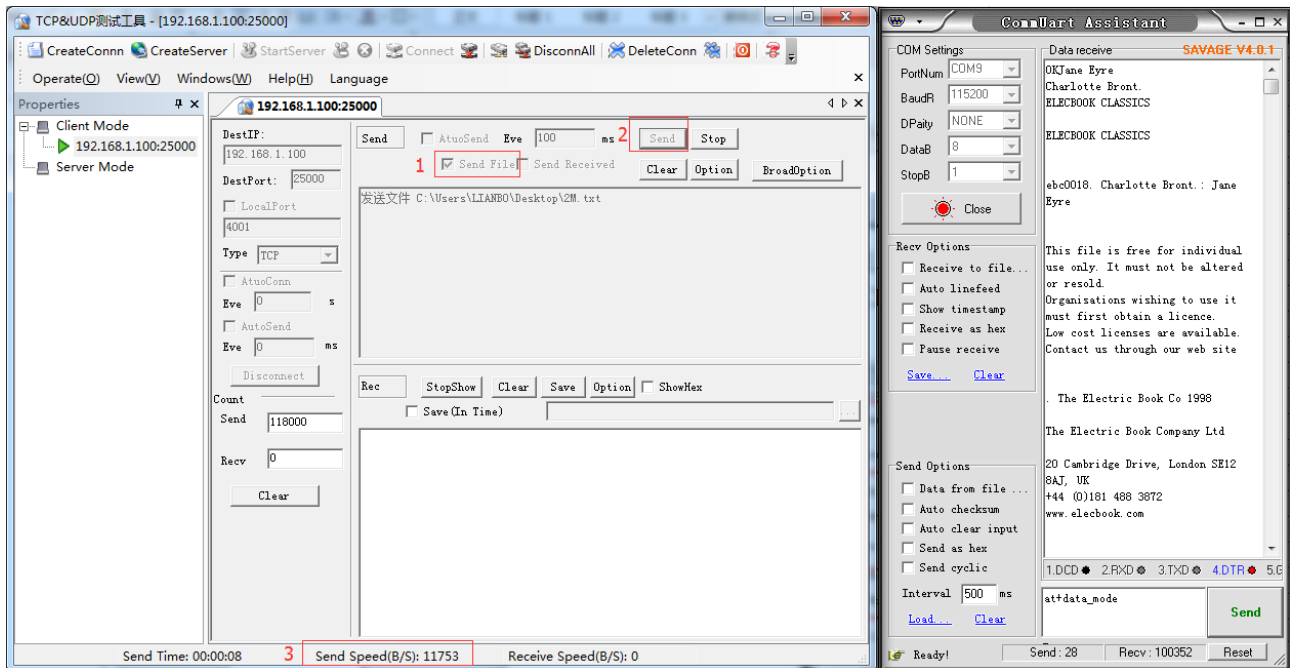 TCP&UDP测试工具 - [192.168.1.100:25000]
CreateConnn CreateServer StartServer Connect DisconnAll DeleteConn
Operate(O) View(V) Windows(W) Help(H) Language
Properties
Client Mode
192.168.1.100:25000
Server Mode
192.168.1.100:25000
DestIP:
192.168.1.100
DestPort: 25000
LocalPort
4001
Type TCP
AtuoConn
Eve 0 s
AutoSend
Eve 0 ms
Disconnect
Count
Send 118000
Recv 0
Clear
Send AtuoSend Eve 100 ms 2 Send Stop
1 Send File Send Received Clear Option BroadOption
发送文件 C:\Users\LIANBO\Desktop\2M.txt
Rec StopShow Clear Save Option ShowHex
Save(In Time) ...
Send Time: 00:00:08 3 Send Speed(B/S): 11753 Receive Speed(B/S): 0
CommUart Assistant
COM Settings
PortNum COM9
BaudR 115200
DPaity NONE
DataB 8
StopB 1
Close
Recv Options
Receive to file...
Auto linefeed
Show timestamp
Receive as hex
Pause receive
Save... Clear
Send Options
Data from file ...
Auto checksum
Auto clear input
Send as hex
Send cyclic
Interval 500 ms
Load... Clear
Data receive SAVAGE V4.0.1
OKJane Eyre
Charlotte Bront.
ELECBOOK CLASSICS
ELECBOOK CLASSICS
ebc0018. Charlotte Bront.: Jane
Eyre
This file is free for individual
use only. It must not be altered
or resold.
Organisations wishing to use it
must first obtain a licence.
Low cost licenses are available.
Contact us through our web site
. The Electric Book Co 1998
The Electric Book Company Ltd
20 Cambridge Drive, London SE12
8AJ, UK
+44 (0)181 488 3872
www.elecbook.com
1.DCD 2.RXD 3.TXD 4.DTR 5.G
at+data_mode
Send
Ready! Send : 28 Recv : 100352 Reset